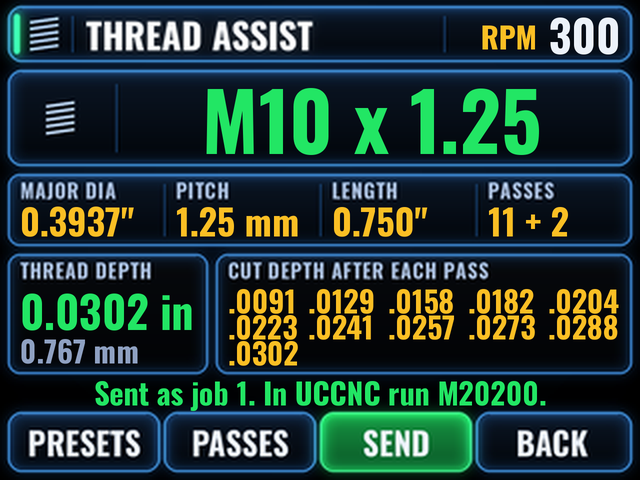 THREAD ASSIST RPM 300
M10 x 1.25
MAJOR DIA PITCH LENGTH PASSES
0.3937" 1.25 mm 0.750" 11 + 2
THREAD DEPTH
0.0302 in
0.767 mm
CUT DEPTH AFTER EACH PASS
.0091 .0129 .0158 .0182 .0204
.0223 .0241 .0257 .0273 .0288
.0302
Sent as job 1. In UCCNC run M20200.
PRESETS PASSES SEND BACK